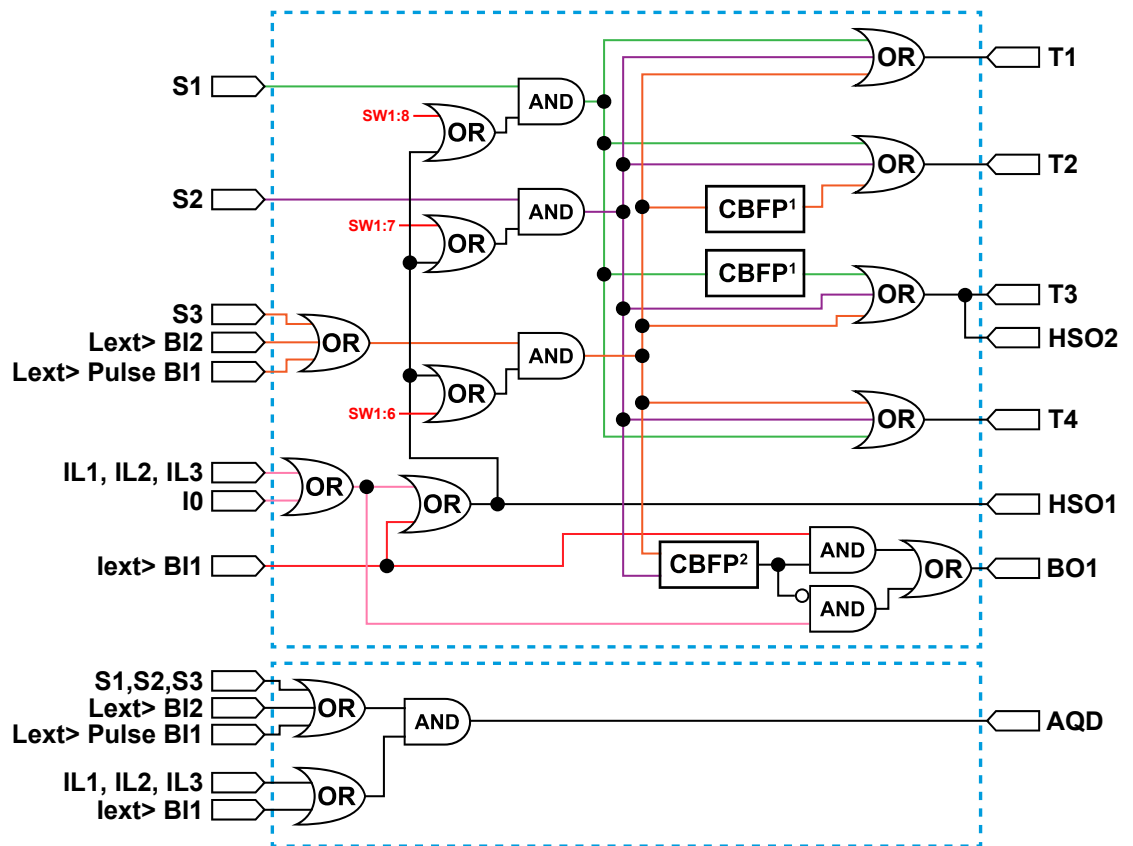 S1
SW1:8
OR
AND
OR
T1
S2
SW1:7
OR
AND
OR
T2
CBFP1
CBFP1
S3
Lext> BI2
Lext> Pulse BI1
OR
AND
OR
SW1:6
OR
T3
HSO2
OR
T4
IL1, IL2, IL3
I0
OR
OR
HSO1
Iext> BI1
CBFP2
AND
AND
OR
BO1
S1,S2,S3
Lext> BI2
Lext> Pulse BI1
OR
AND
AQD
IL1, IL2, IL3
Iext> BI1
OR